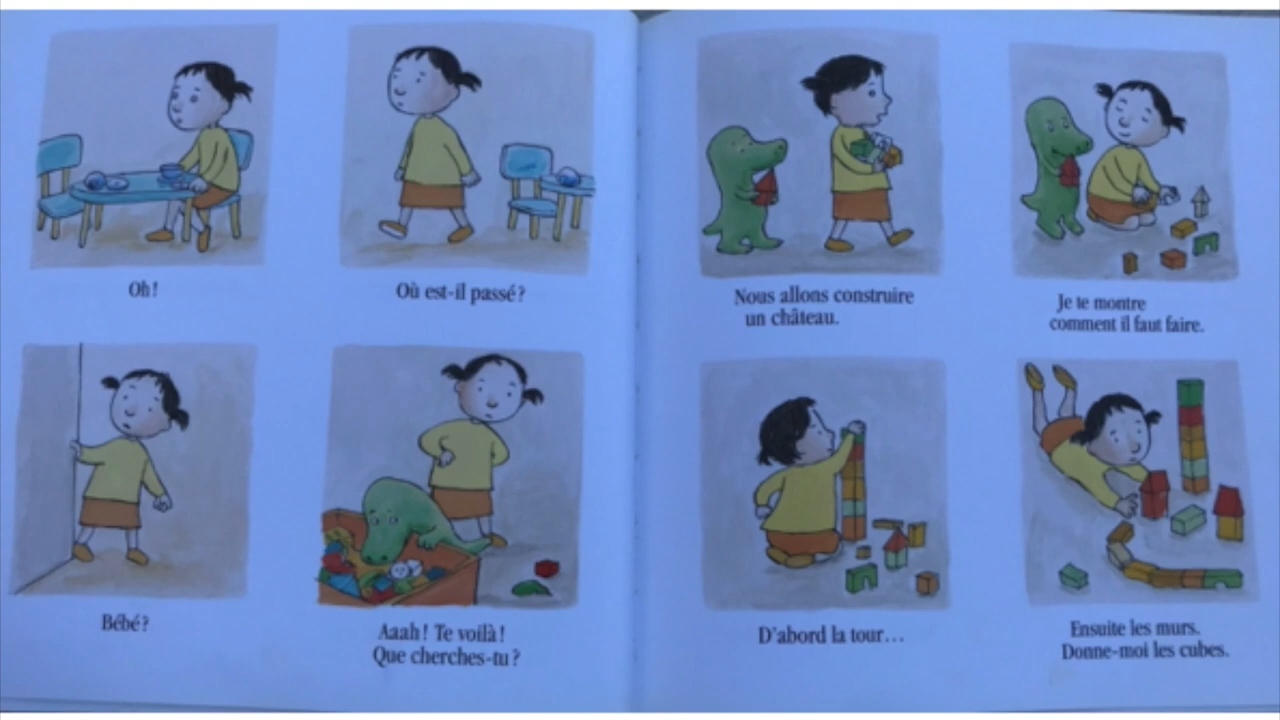 Oh!
Où est-il passé?
Bébé?
Aaah! Te voilà!
Que cherches-tu?
Nous allons construire
un château.
Je te montre
comment il faut faire.
D'abord la tour...
Ensuite les murs.
Donne-moi les cubes.